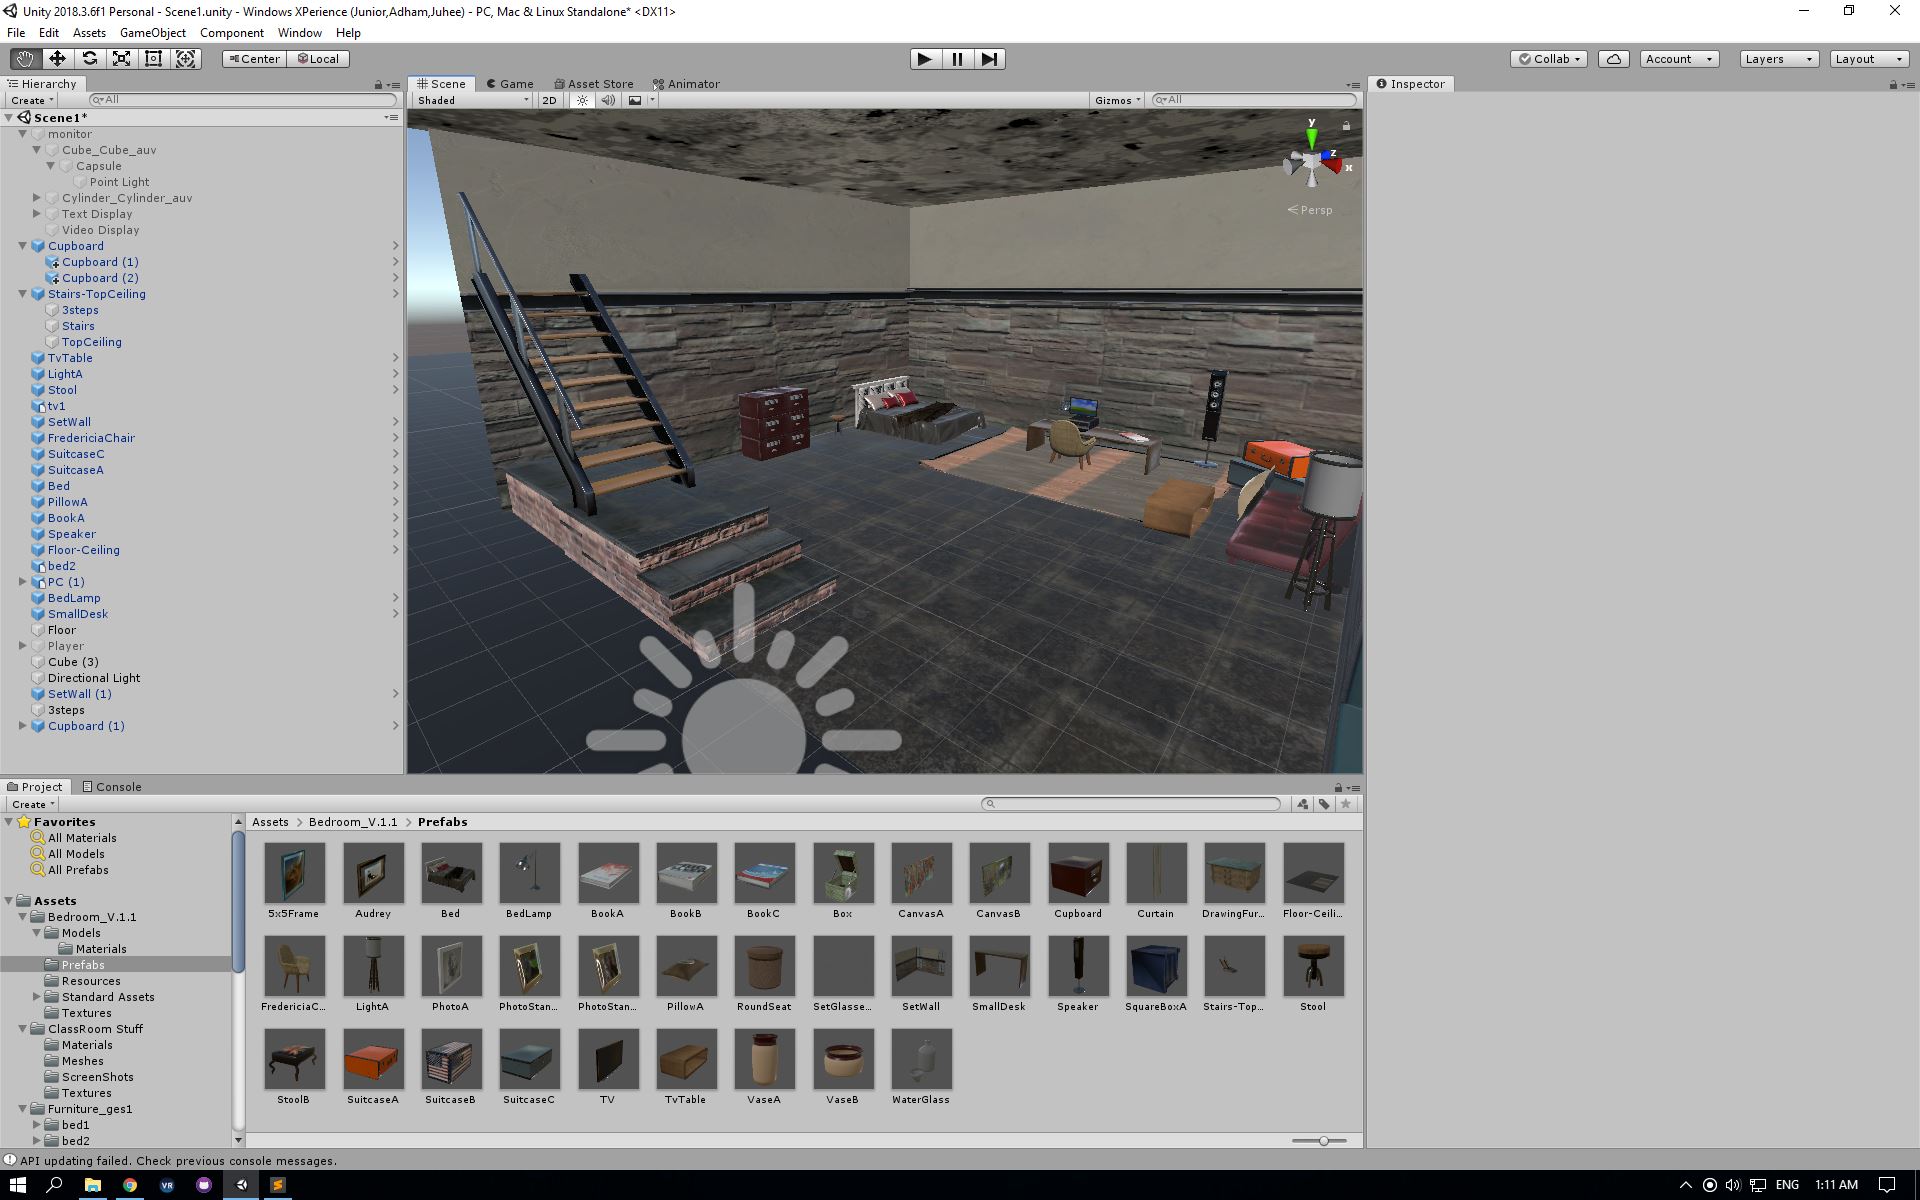 Unity 2018.3.6f1 Personal - Scene1.unity - Windows XPerience (Junior,Adham,Juhee) - PC, Mac & Linux Standalone* <DX11>
File Edit Assets GameObject Component Window Help
Center Local Collab Account Layers Layout
Hierarchy
Create All
Scene1*
monitor
Cube_Cube_auv
Capsule
Point Light
Cylinder_Cylinder_auv
Text Display
Video Display
Cupboard
Cupboard (1)
Cupboard (2)
Stairs-TopCeiling
3steps
Stairs
TopCeiling
TvTable
LightA
Stool
tv1
SetWall
FredericiaChair
SuitcaseC
SuitcaseA
Bed
PillowA
BookA
Speaker
Floor-Ceiling
bed2
PC (1)
BedLamp
SmallDesk
Floor
Player
Cube (3)
Directional Light
SetWall (1)
3steps
Cupboard (1)
Scene Game Asset Store Animator
Shaded 2D Gizmos All
y
z
x
Persp
Inspector
Project Console
Create
Favorites
All Materials
All Models
All Prefabs
Assets
Bedroom_V.1.1
Models
Materials
Prefabs
Resources
Standard Assets
Textures
ClassRoom Stuff
Materials
Meshes
ScreenShots
Textures
Furniture_ges1
bed1
bed2
Assets > Bedroom_V.1.1 > Prefabs
5x5Frame Audrey Bed BedLamp BookA BookB BookC Box CanvasA CanvasB Cupboard Curtain DrawingFur... Floor-Ceili...
FredericiaC... LightA PhotoA PhotoStan... PhotoStan... PillowA RoundSeat SetGlasse... SetWall SmallDesk Speaker SquareBoxA Stairs-Top... Stool
StoolB SuitcaseA SuitcaseB SuitcaseC TV TvTable VaseA VaseB WaterGlass
API updating failed. Check previous console messages.
VR ENG 1:11 AM